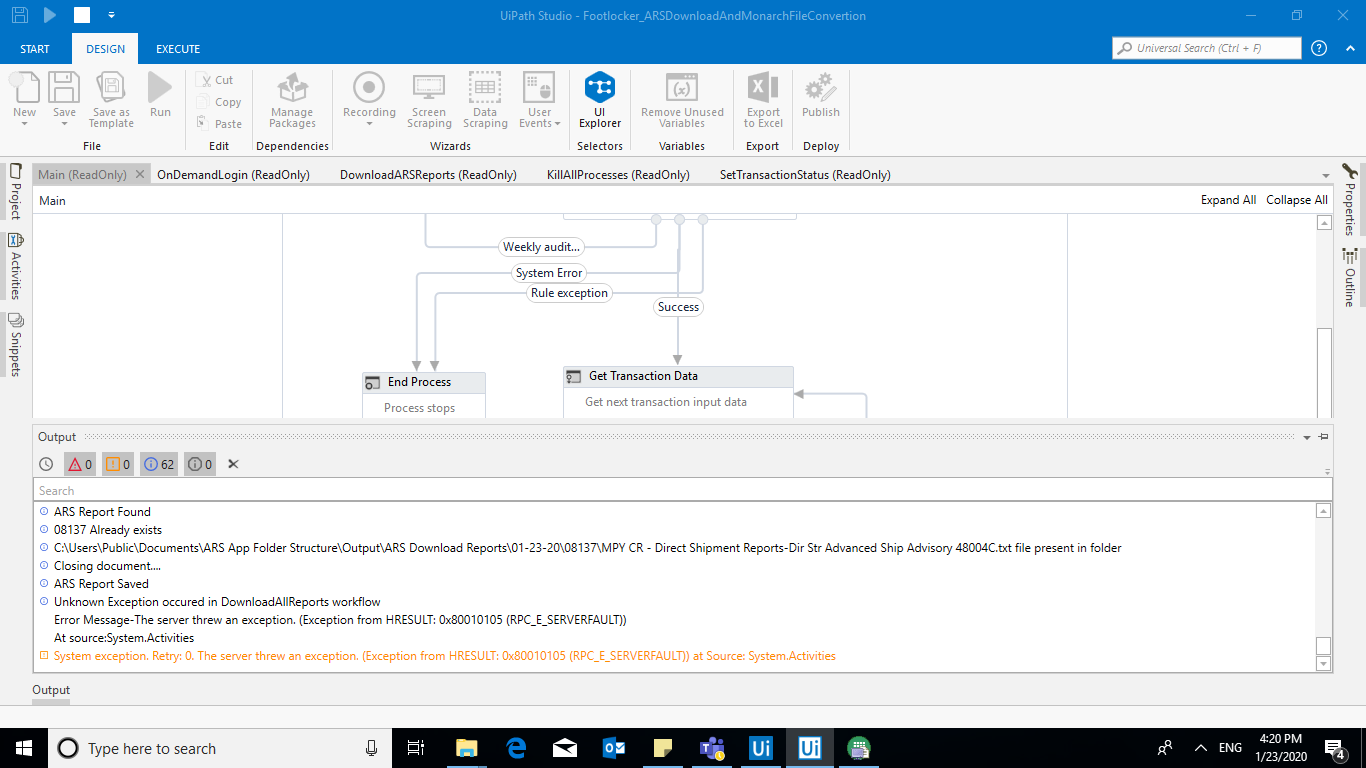 UiPath Studio - Footlocker_ARSDownloadAndMonarchFileConvertion
START DESIGN EXECUTE
Universal Search (Ctrl + F)
New
Save
Save as Template
Run
Cut
Copy
Paste
Manage Packages
Recording
Screen Scraping
Data Scraping
User Events
UI Explorer
Remove Unused Variables
Export to Excel
Publish
File Edit Dependencies Wizards Selectors Variables Export Deploy
Main (ReadOnly) OnDemandLogin (ReadOnly) DownloadARSReports (ReadOnly) KillAllProcesses (ReadOnly) SetTransactionStatus (ReadOnly)
Project
Activities
Snippets
Properties
Outline
Main Expand All Collapse All
Weekly audit...
System Error
Rule exception
Success
End Process
Process stops
Get Transaction Data
Get next transaction input data
Output
0 0 62 0
Search
ARS Report Found
08137 Already exists
C:\Users\Public\Documents\ARS App Folder Structure\Output\ARS Download Reports\01-23-20\08137\MPY CR - Direct Shipment Reports-Dir Str Advanced Ship Advisory 48004C.txt file present in folder
Closing document....
ARS Report Saved
Unknown Exception occured in DownloadAllReports workflow
Error Message-The server threw an exception. (Exception from HRESULT: 0x80010105 (RPC_E_SERVERFAULT))
At source:System.Activities
System exception. Retry: 0. The server threw an exception. (Exception from HRESULT: 0x80010105 (RPC_E_SERVERFAULT)) at Source: System.Activities
Output
Type here to search
Ui
Ui
ENG
4:20 PM
1/23/2020
4